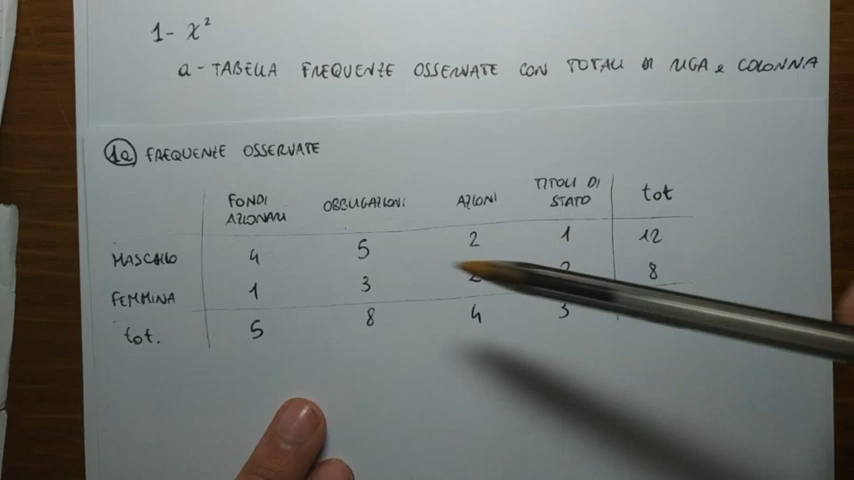 1- χ²
a - TABELLA FREQUENZE OSSERVATE CON TOTALI DI RIGA e COLONNA
1a FREQUENZE OSSERVATE
FONDI AZIONARI OBBLIGAZIONI AZIONI TITOLI DI STATO tot
MASCHIO 4 5 2 1 12
FEMMINA 1 3 8
tot. 5 8 4 3